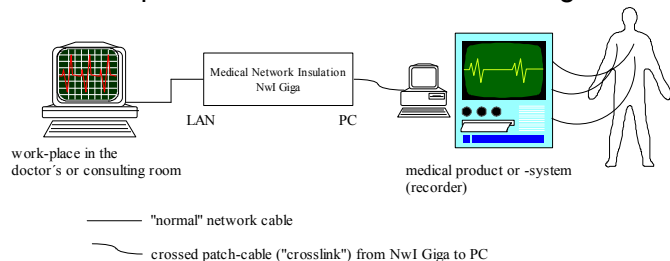 Medical Network Insulation
NwI Giga
LAN
PC
work-place in the
doctor´s or consulting room
medical product or -system
(recorder)
"normal" network cable
crossed patch-cable ("crosslink") from NwI Giga to PC